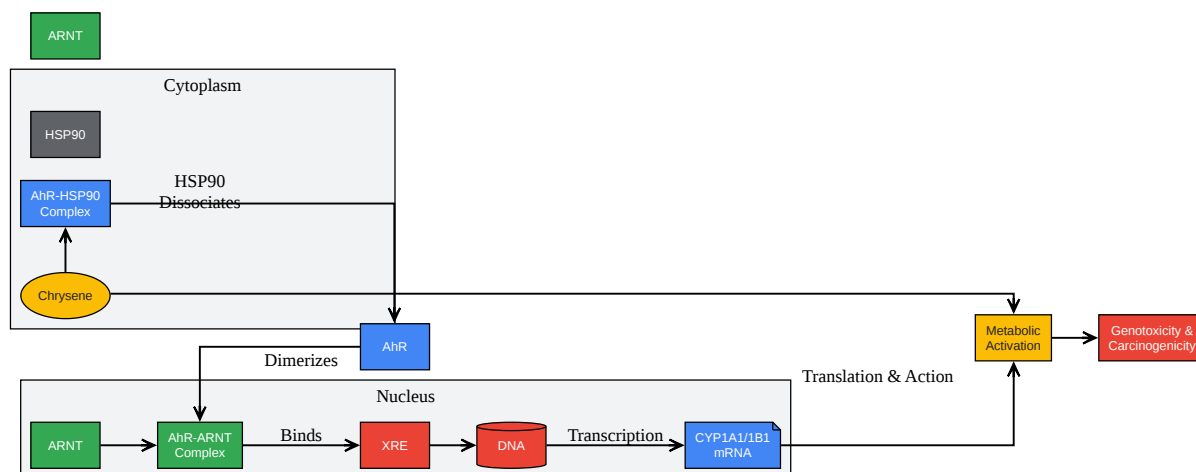 ARNT
Cytoplasm
HSP90
AhR-HSP90
Complex
HSP90
Dissociates
Chrysene
AhR
Dimerizes
Metabolic
Activation
Genotoxicity &
Carcinogenicity
Translation & Action
Nucleus
ARNT
AhR-ARNT
Complex
Binds
XRE
DNA
Transcription
CYP1A1/1B1
mRNA